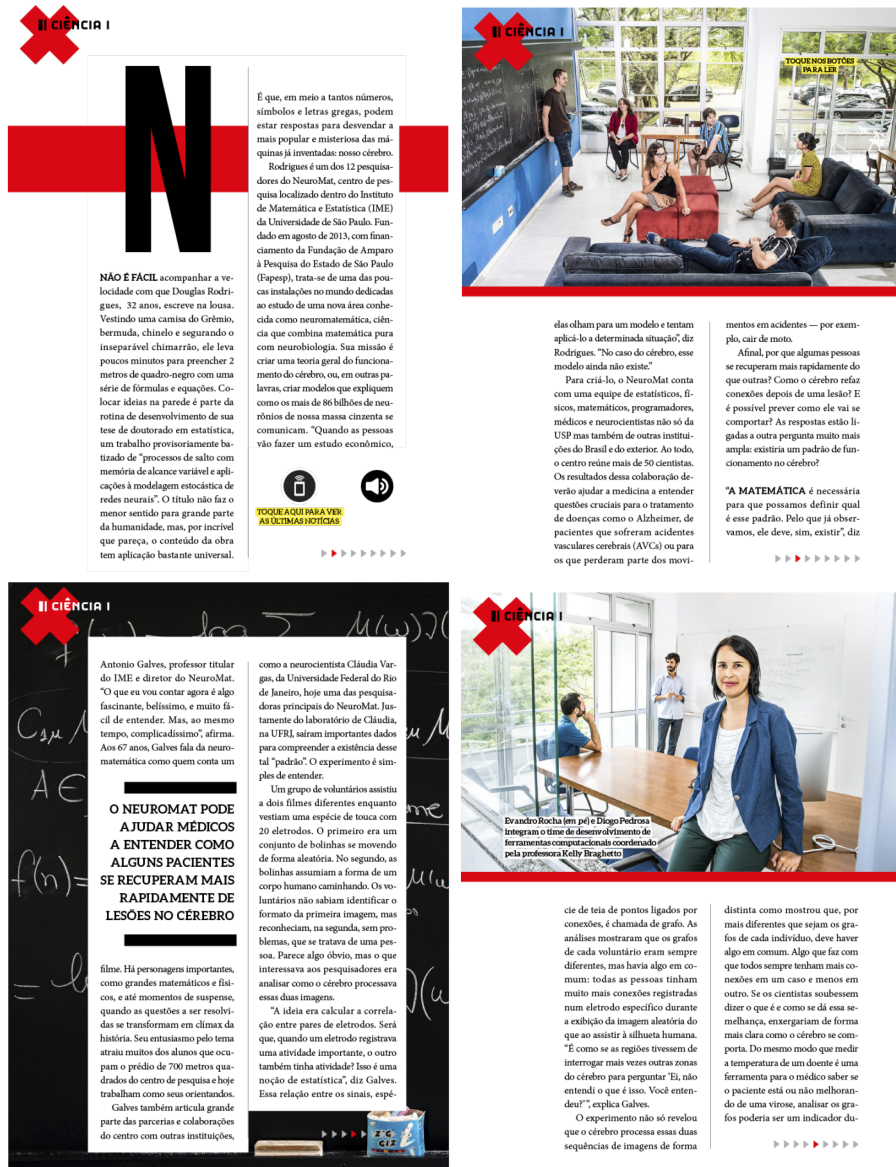 CIÊNCIA I
N
NÃO É FÁCIL acompanhar a ve-
locidade com que Douglas Rodri-
gues, 32 anos, escreve na lousa.
Vestindo uma camisa do Grêmio,
bermuda, chinelo e segurando o
inseparável chimarrão, ele leva
poucos minutos para preencher 2
metros de quadro-negro com uma
série de fórmulas e equações. Co-
locar ideias na parede é parte da
rotina de desenvolvimento de sua
tese de doutorado em estatística,
um trabalho provisoriamente ba-
tizado de “processos de salto com
memória de alcance variável e apli-
cações à modelagem estocástica de
redes neurais”. O título não faz o
menor sentido para grande parte
da humanidade, mas, por incrível
que pareça, o conteúdo da obra
tem aplicação bastante universal.
É que, em meio a tantos números,
símbolos e letras gregas, podem
estar respostas para desvendar a
mais popular e misteriosa das má-
quinas já inventadas: nosso cérebro.
Rodrigues é um dos 12 pesquisa-
dores do NeuroMat, centro de pes-
quisa localizado dentro do Instituto
de Matemática e Estatística (IME)
da Universidade de São Paulo. Fun-
dado em agosto de 2013, com finan-
ciamento da Fundação de Amparo
à Pesquisa do Estado de São Paulo
(Fapesp), trata-se de uma das pou-
cas instalações no mundo dedicadas
ao estudo de uma nova área conhe-
cida como neuromatemática, ciên-
cia que combina matemática pura
com neurobiologia. Sua missão é
criar uma teoria geral do funciona-
mento do cérebro, ou, em outras pa-
lavras, criar modelos que expliquem
como os mais de 86 bilhões de neu-
rônios de nossa massa cinzenta se
comunicam. “Quando as pessoas
vão fazer um estudo econômico,
TOQUE AQUI PARA VER
AS ÚLTIMAS NOTÍCIAS
CIÊNCIA I
TOQUE NOS BOTÕES
PARA LER
elas olham para um modelo e tentam
aplicá-lo a determinada situação”, diz
Rodrigues. “No caso do cérebro, esse
modelo ainda não existe.”
Para criá-lo, o NeuroMat conta
com uma equipe de estatísticos, fí-
sicos, matemáticos, programadores,
médicos e neurocientistas não só da
USP mas também de outras institui-
ções do Brasil e do exterior. Ao todo,
o centro reúne mais de 50 cientistas.
Os resultados dessa colaboração de-
verão ajudar a medicina a entender
questões cruciais para o tratamento
de doenças como o Alzheimer, de
pacientes que sofreram acidentes
vasculares cerebrais (AVCs) ou para
os que perderam parte dos movi-
mentos em acidentes — por exem-
plo, cair de moto.
Afinal, por que algumas pessoas
se recuperam mais rapidamente do
que outras? Como o cérebro refaz
conexões depois de uma lesão? E
é possível prever como ele vai se
comportar? As respostas estão li-
gadas a outra pergunta muito mais
ampla: existiria um padrão de fun-
cionamento no cérebro?
“A MATEMÁTICA é necessária
para que possamos definir qual
é esse padrão. Pelo que já obser-
vamos, ele deve, sim, existir”, diz
CIÊNCIA I
Antonio Galves, professor titular
do IME e diretor do NeuroMat.
“O que eu vou contar agora é algo
fascinante, belíssimo, e muito fá-
cil de entender. Mas, ao mesmo
tempo, complicadíssimo”, afirma.
Aos 67 anos, Galves fala da neuro-
matemática como quem conta um
O NEUROMAT PODE
AJUDAR MÉDICOS
A ENTENDER COMO
ALGUNS PACIENTES
SE RECUPERAM MAIS
RAPIDAMENTE DE
LESÕES NO CÉREBRO
filme. Há personagens importantes,
como grandes matemáticos e físi-
cos, e até momentos de suspense,
quando as questões a ser resolvi-
das se transformam em clímax da
história. Seu entusiasmo pelo tema
atraiu muitos dos alunos que ocu-
pam o prédio de 700 metros qua-
drados do centro de pesquisa e hoje
trabalham como seus orientandos.
Galves também articula grande
parte das parcerias e colaborações
do centro com outras instituições,
como a neurocientista Cláudia Var-
gas, da Universidade Federal do Rio
de Janeiro, hoje uma das pesquisa-
doras principais do NeuroMat. Jus-
tamente do laboratório de Cláudia,
na UFRJ, saíram importantes dados
para compreender a existência desse
tal “padrão”. O experimento é sim-
ples de entender.
Um grupo de voluntários assistiu
a dois filmes diferentes enquanto
vestiam uma espécie de touca com
20 eletrodos. O primeiro era um
conjunto de bolinhas se movendo
de forma aleatória. No segundo, as
bolinhas assumiam a forma de um
corpo humano caminhando. Os vo-
luntários não sabiam identificar o
formato da primeira imagem, mas
reconheciam, na segunda, sem pro-
blemas, que se tratava de uma pes-
soa. Parece algo óbvio, mas o que
interessava aos pesquisadores era
analisar como o cérebro processava
essas duas imagens.
“A ideia era calcular a correla-
ção entre pares de eletrodos. Será
que, quando um eletrodo registrava
uma atividade importante, o outro
também tinha atividade? Isso é uma
noção de estatística”, diz Galves.
Essa relação entre os sinais, espé-
CIÊNCIA I
Evandro Rocha (em pé) e Diogo Pedrosa
integram o time de desenvolvimento de
ferramentas computacionais coordenado
pela professora Kelly Braghetto
cie de teia de pontos ligados por
conexões, é chamada de grafo. As
análises mostraram que os grafos
de cada voluntário eram sempre
diferentes, mas havia algo em co-
mum: todas as pessoas tinham
muito mais conexões registradas
num eletrodo específico durante
a exibição da imagem aleatória do
que ao assistir à silhueta humana.
“É como se as regiões tivessem de
interrogar mais vezes outras zonas
do cérebro para perguntar ‘Ei, não
entendi o que é isso. Você enten-
deu?’”, explica Galves.
O experimento não só revelou
que o cérebro processa essas duas
sequências de imagens de forma
distinta como mostrou que, por
mais diferentes que sejam os gra-
fos de cada indivíduo, deve haver
algo em comum. Algo que faz com
que todos sempre tenham mais co-
nexões em um caso e menos em
outro. Se os cientistas soubessem
dizer o que é e como se dá essa se-
melhança, enxergariam de forma
mais clara como o cérebro se com-
porta. Do mesmo modo que medir
a temperatura de um doente é uma
ferramenta para o médico saber se
o paciente está ou não melhoran-
do de uma virose, analisar os gra-
fos poderia ser um indicador du-